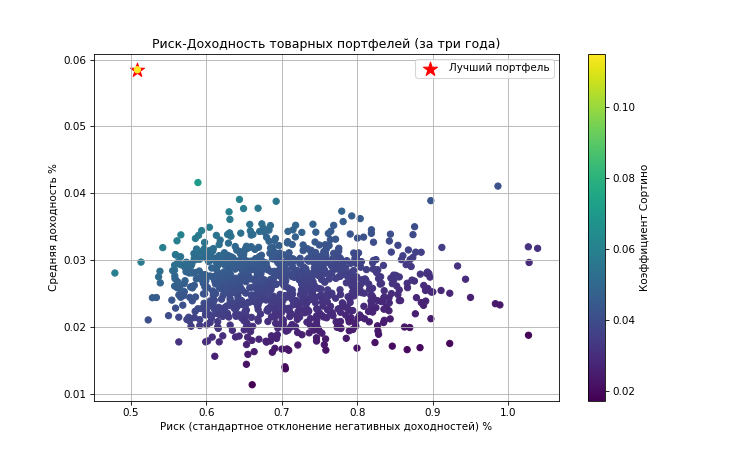 Риск-Доходность товарных портфелей (за три года)
Лучший портфель
Средняя доходность %
0.06
0.05
0.04
0.03
0.02
0.01
0.5 0.6 0.7 0.8 0.9 1.0
Риск (стандартное отклонение негативных доходностей) %
0.10
0.08
0.06
0.04
0.02
Коэффициент Сортино